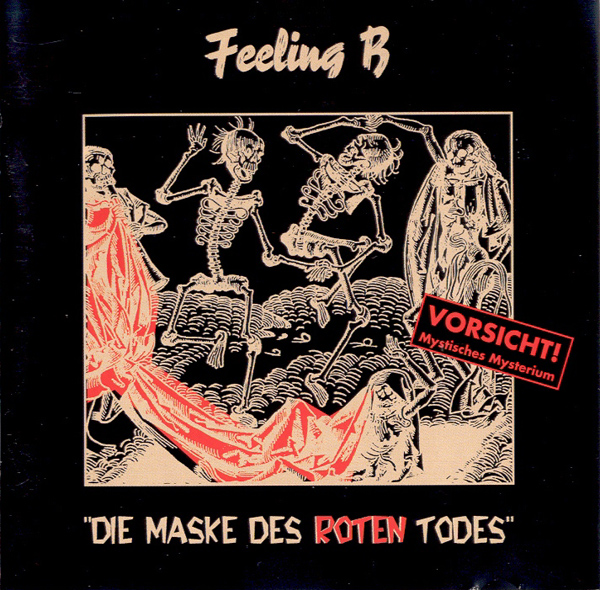 Feeling B
VORSICHT!
Mystisches Mysterium
"DIE MASKE DES ROTEN TODES"